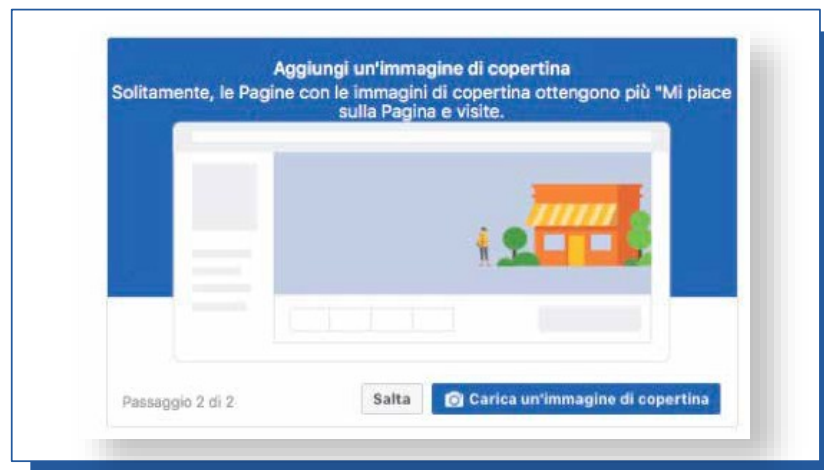 Aggiungi un'immagine di copertina
Solitamente, le Pagine con le immagini di copertina ottengono più "Mi piace
sulla Pagina e visite.
Passaggio 2 di 2
Salta
Carica un'immagine di copertina